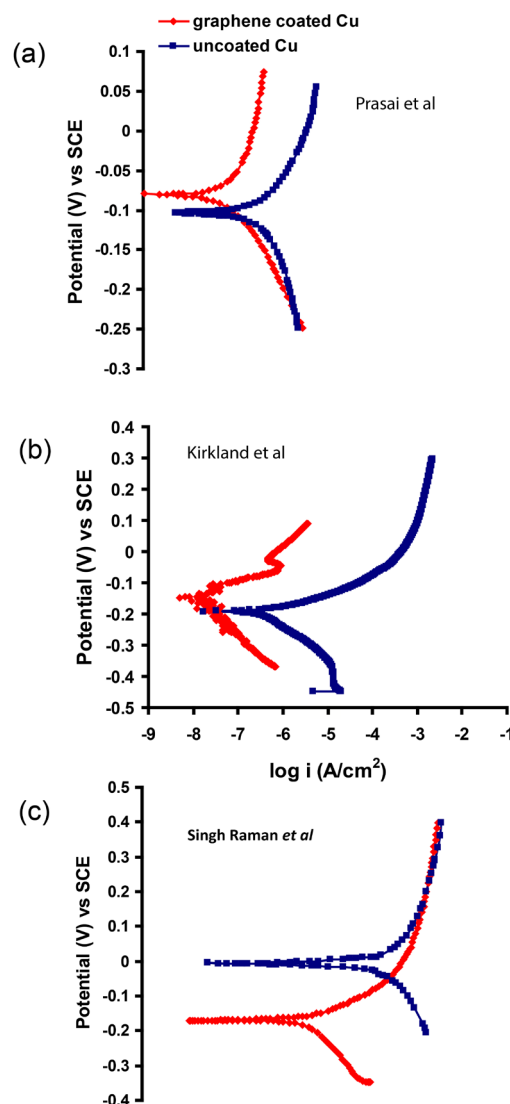 graphene coated Cu
uncoated Cu
(a)
Prasai et al
Potential (V) vs SCE
0.1
0.05
0
-0.05
-0.1
-0.15
-0.2
-0.25
-0.3
(b)
Kirkland et al
Potential (V) vs SCE
0.4
0.3
0.2
0.1
0
-0.1
-0.2
-0.3
-0.4
-0.5
-9 -8 -7 -6 -5 -4 -3 -2 -1
log i (A/cm²)
(c)
Singh Raman et al
Potential (V) vs SCE
0.5
0.4
0.3
0.2
0.1
0
-0.1
-0.2
-0.3
-0.4